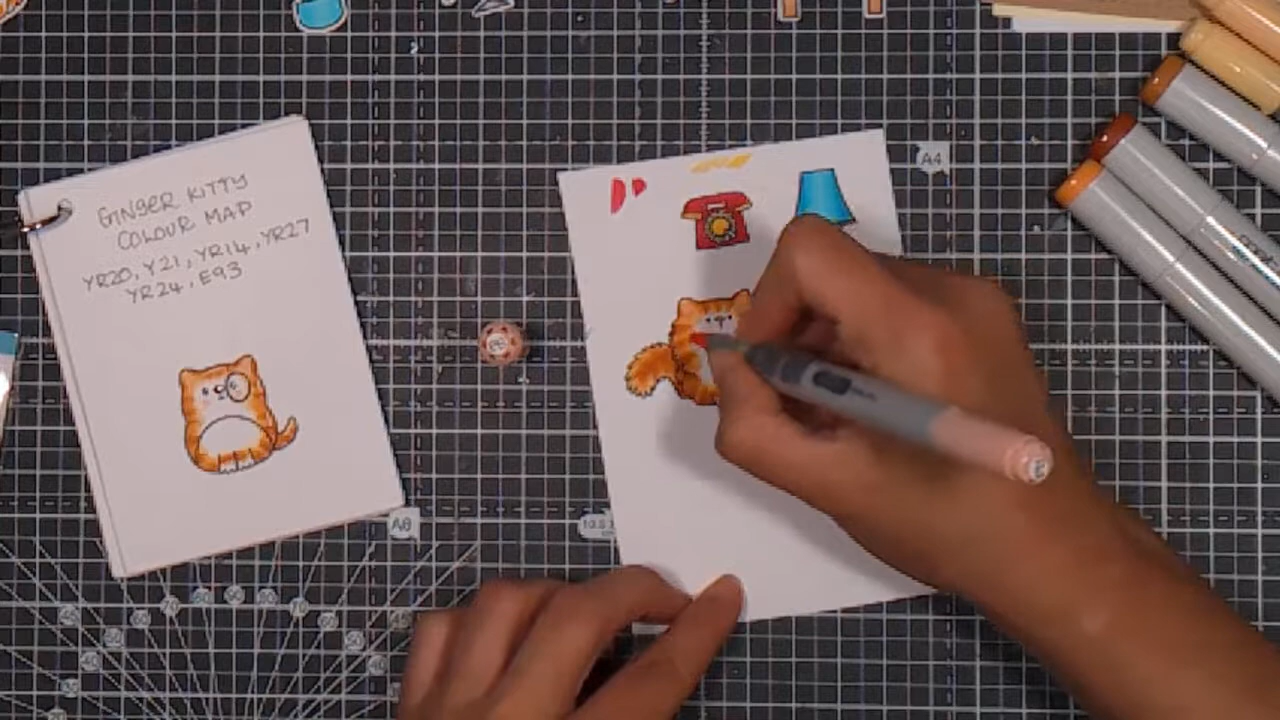 GINGER KITTY
COLOUR MAP
YR20, Y21, YR14, YR27
YR24, E93
A4
A8